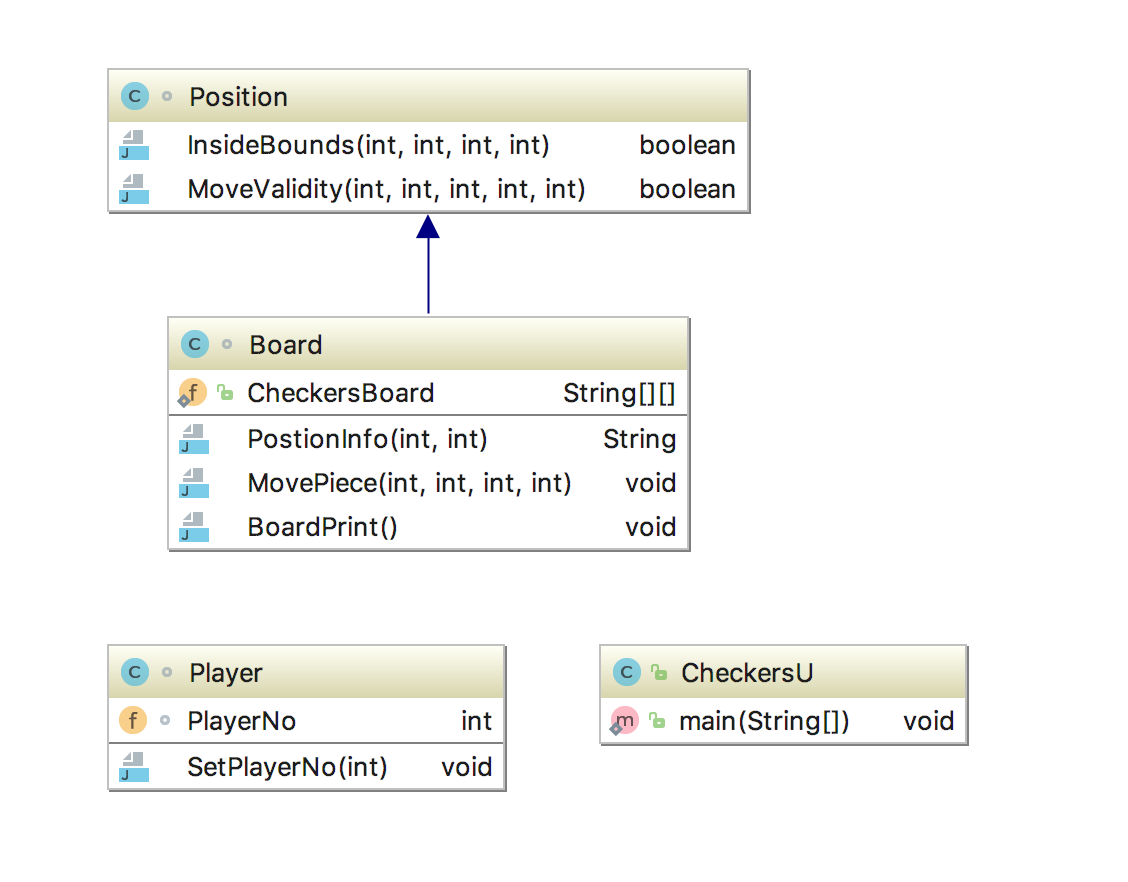 C Position
J InsideBounds(int, int, int, int) boolean
J MoveValidity(int, int, int, int, int) boolean
C Board
f CheckersBoard String[][]
J PostionInfo(int, int) String
J MovePiece(int, int, int, int) void
J BoardPrint() void
C Player
f PlayerNo int
J SetPlayerNo(int) void
C CheckersU
m main(String[]) void